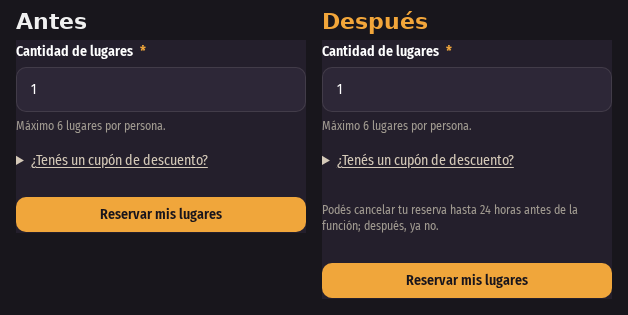 Antes
Cantidad de lugares *
1
Máximo 6 lugares por persona.
¿Tenés un cupón de descuento?
Reservar mis lugares
Después
Cantidad de lugares *
1
Máximo 6 lugares por persona.
¿Tenés un cupón de descuento?
Podés cancelar tu reserva hasta 24 horas antes de la
función; después, ya no.
Reservar mis lugares